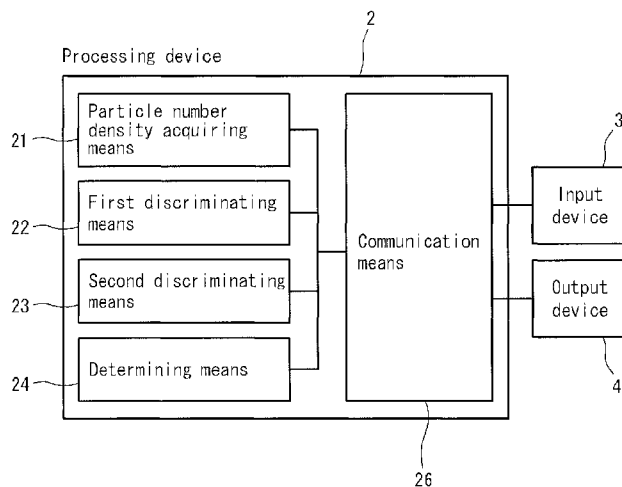 2
Processing device
Particle number
density acquiring
means
21
First discriminating
means
22
Second discriminating
means
23
Determining means
24
Communication
means
26
3
Input
device
Output
device
4